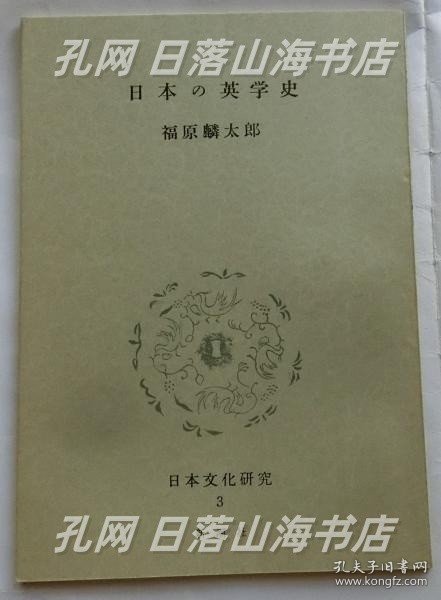 孔网 日落山海书店
日本の英学史
福原麟太郎
日本文化研究
3
孔网 日落山海书店
孔夫子旧书网
www.kongfz.com